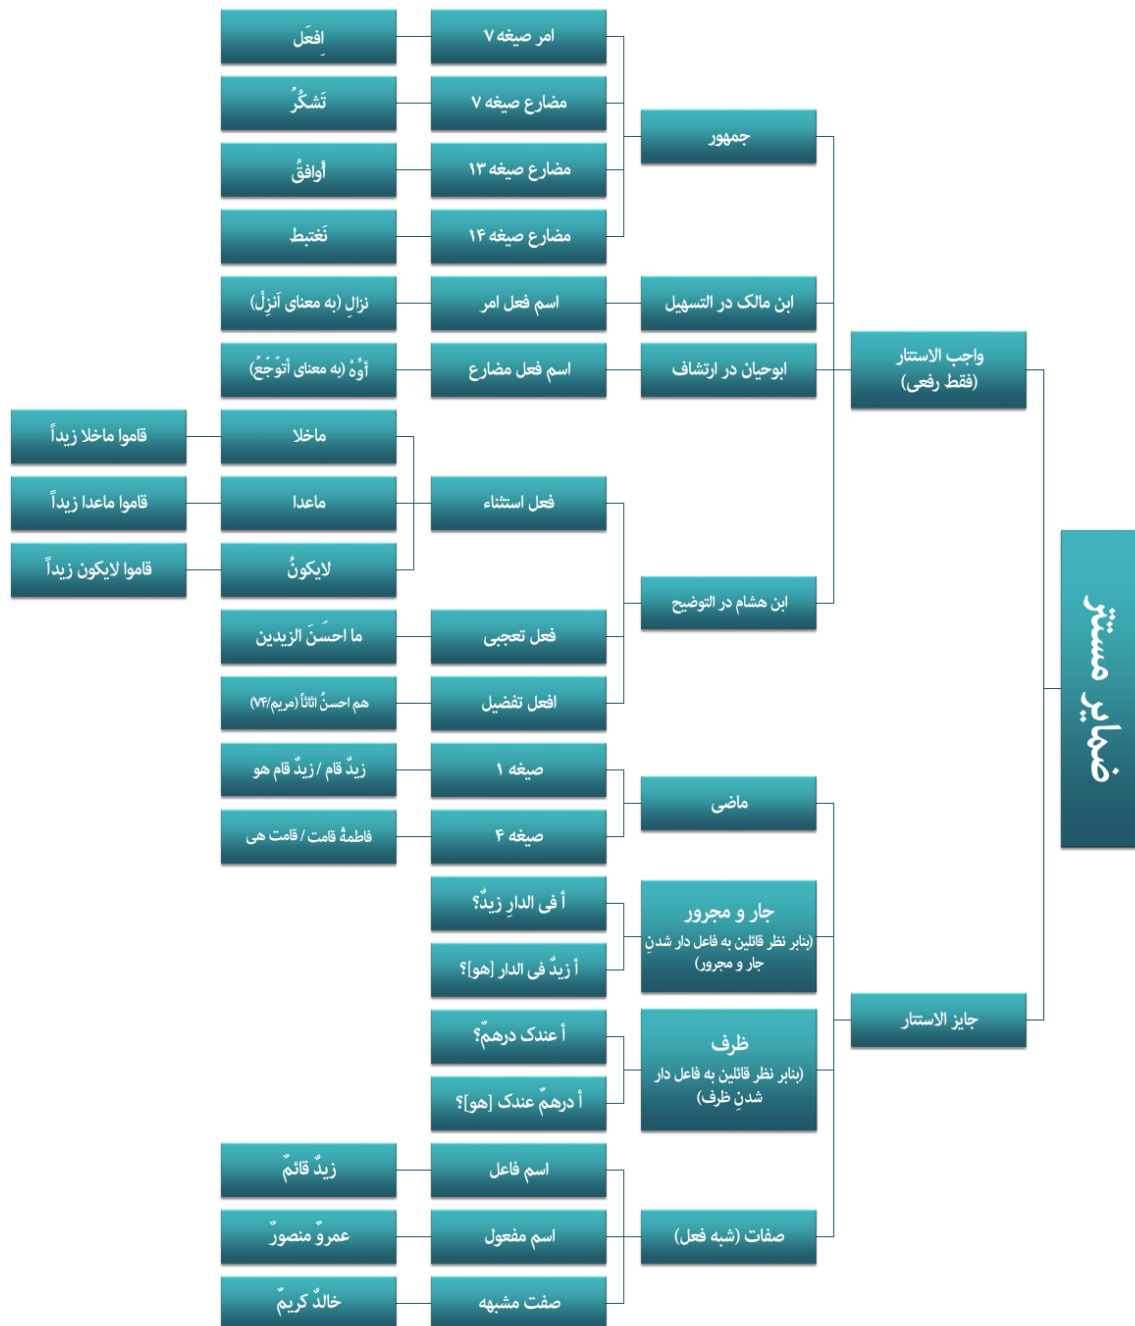 ضمایر مستتر
واجب الاستتار
(فقط رفعی)
جمهور
امر صیغه ۷
اِفعَل
مضارع صیغه ۷
تَشکُرُ
مضارع صیغه ۱۳
أوافقُ
مضارع صیغه ۱۴
نَغتبط
ابن مالک در التسهیل
اسم فعل امر
نزالِ (به معنای اَنزِلْ)
ابوحیان در ارتشاف
اسم فعل مضارع
أوَّهْ (به معنای أتوَجّعُ)
ابن هشام در التوضیح
فعل استثناء
ماخلا
قاموا ماخلا زیداً
ماعدا
قاموا ماعدا زیداً
لایکونُ
قاموا لایکون زیداً
فعل تعجبی
ما احسَنَ الزیدین
افعل تفضیل
هم احسنُ اثاثاً (مریم/۷۴)
جایز الاستتار
ماضی
صیغه ۱
زیدٌ قام / زیدٌ قام هو
صیغه ۴
فاطمةُ قامت / قامت هی
جار و مجرور
(بنابر نظر قائلین به فاعل دار شدنِ
جار و مجرور)
أ فی الدارِ زیدٌ؟
أ زیدٌ فی الدار [هو]؟
ظرف
(بنابر نظر قائلین به فاعل دار
شدنِ ظرف)
أ عندک درهمٌ؟
أ درهمٌ عندک [هو]؟
صفات (شبه فعل)
اسم فاعل
زیدٌ قائمٌ
اسم مفعول
عمروٌ منصورٌ
صفت مشبهه
خالدٌ کریمٌ